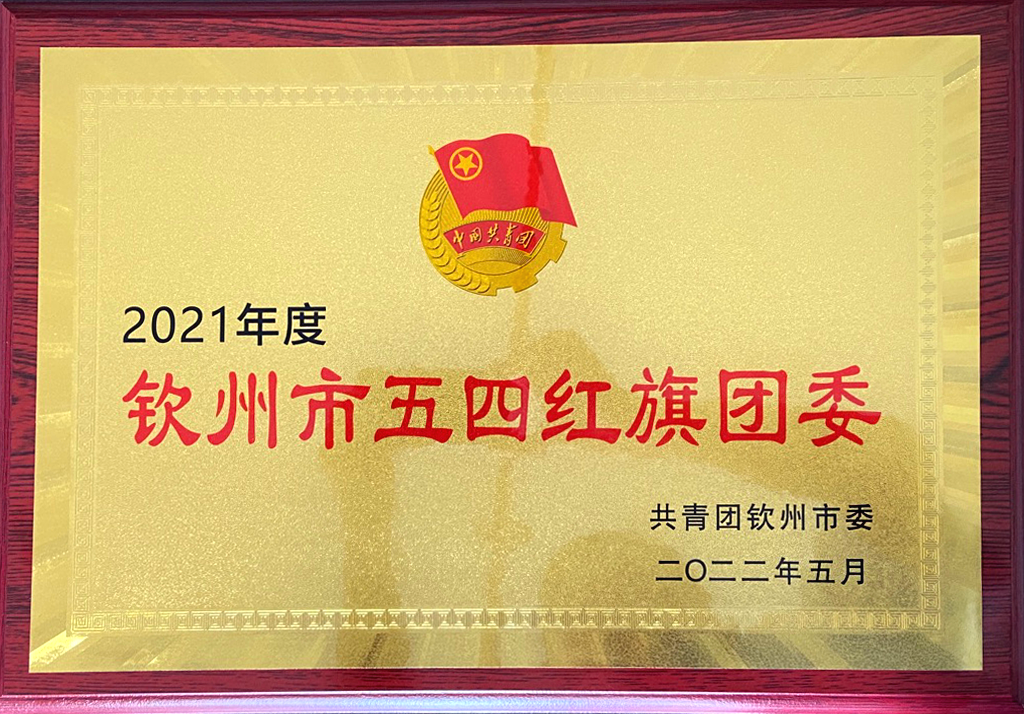 中国共青团
2021年度
钦州市五四红旗团委
共青团钦州市委
二〇二二年五月